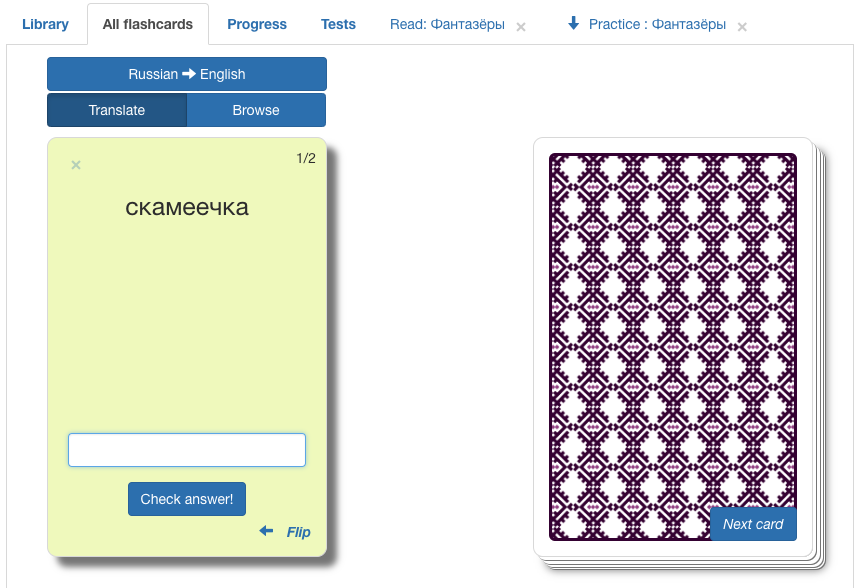 Library All flashcards Progress Tests Read: Фантазёры × Practice : Фантазёры ×
Russian English
Translate Browse
× 1/2
скамеечка
Check answer!
Flip
Next card